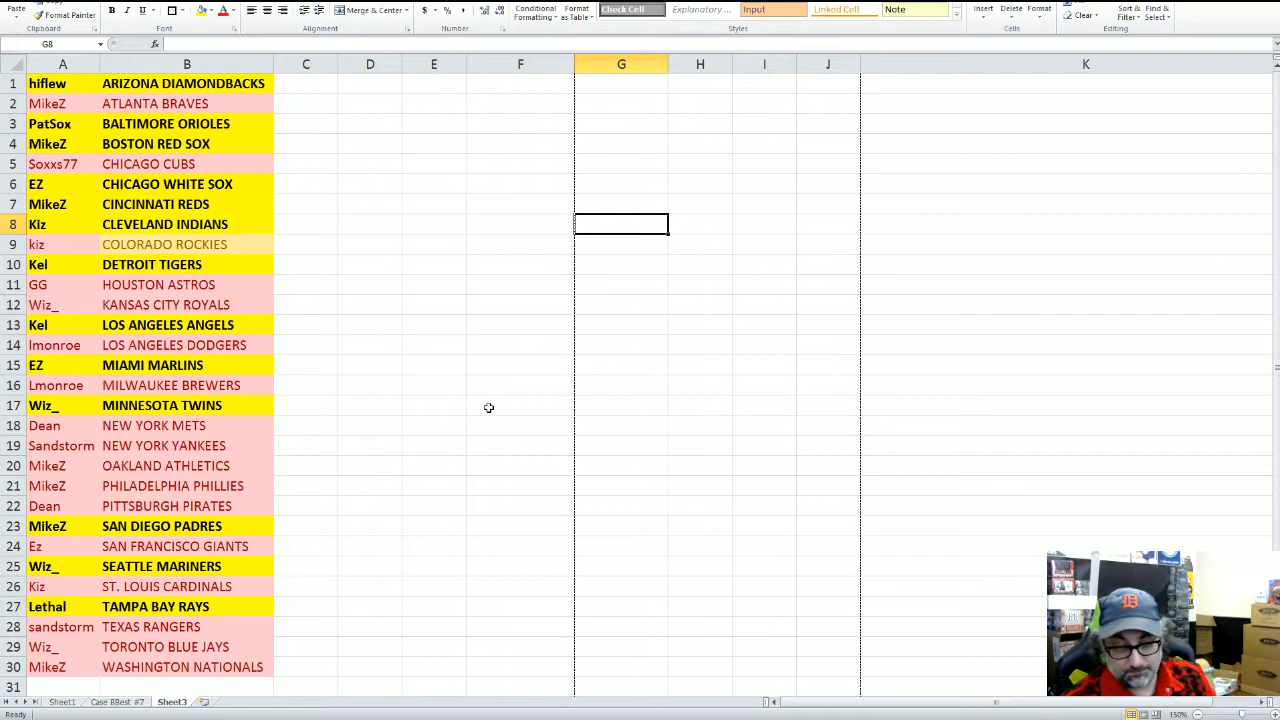 Paste
Format Painter
B I U
A
Merge & Center
$ % ,
Conditional Formatting
Format as Table
Check Cell
Explanatory ...
Input
Linked Cell
Note
Insert
Delete
Format
Clear
Sort & Filter
Find & Select
Clipboard
Font
Alignment
Number
Styles
Cells
Editing
G8
fx
A B C D E F G H I J K
1 hiflew ARIZONA DIAMONDBACKS
2 MikeZ ATLANTA BRAVES
3 PatSox BALTIMORE ORIOLES
4 MikeZ BOSTON RED SOX
5 Soxxs77 CHICAGO CUBS
6 EZ CHICAGO WHITE SOX
7 MikeZ CINCINNATI REDS
8 Kiz CLEVELAND INDIANS
9 kiz COLORADO ROCKIES
10 Kel DETROIT TIGERS
11 GG HOUSTON ASTROS
12 Wiz_ KANSAS CITY ROYALS
13 Kel LOS ANGELES ANGELS
14 lmonroe LOS ANGELES DODGERS
15 EZ MIAMI MARLINS
16 Lmonroe MILWAUKEE BREWERS
17 Wiz_ MINNESOTA TWINS
18 Dean NEW YORK METS
19 Sandstorm NEW YORK YANKEES
20 MikeZ OAKLAND ATHLETICS
21 MikeZ PHILADELPHIA PHILLIES
22 Dean PITTSBURGH PIRATES
23 MikeZ SAN DIEGO PADRES
24 Ez SAN FRANCISCO GIANTS
25 Wiz_ SEATTLE MARINERS
26 Kiz ST. LOUIS CARDINALS
27 Lethal TAMPA BAY RAYS
28 sandstorm TEXAS RANGERS
29 Wiz_ TORONTO BLUE JAYS
30 MikeZ WASHINGTON NATIONALS
31
Sheet1 Case BBest #7 Sheet3
Ready
150%